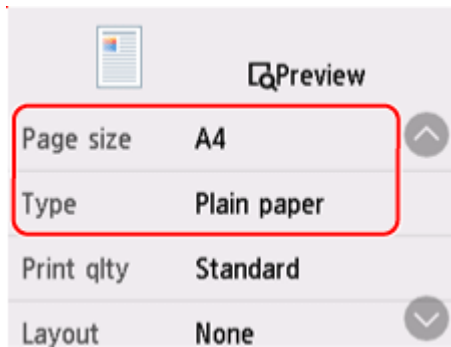 Preview
Page size A4
Type Plain paper
Print qlty Standard
Layout None